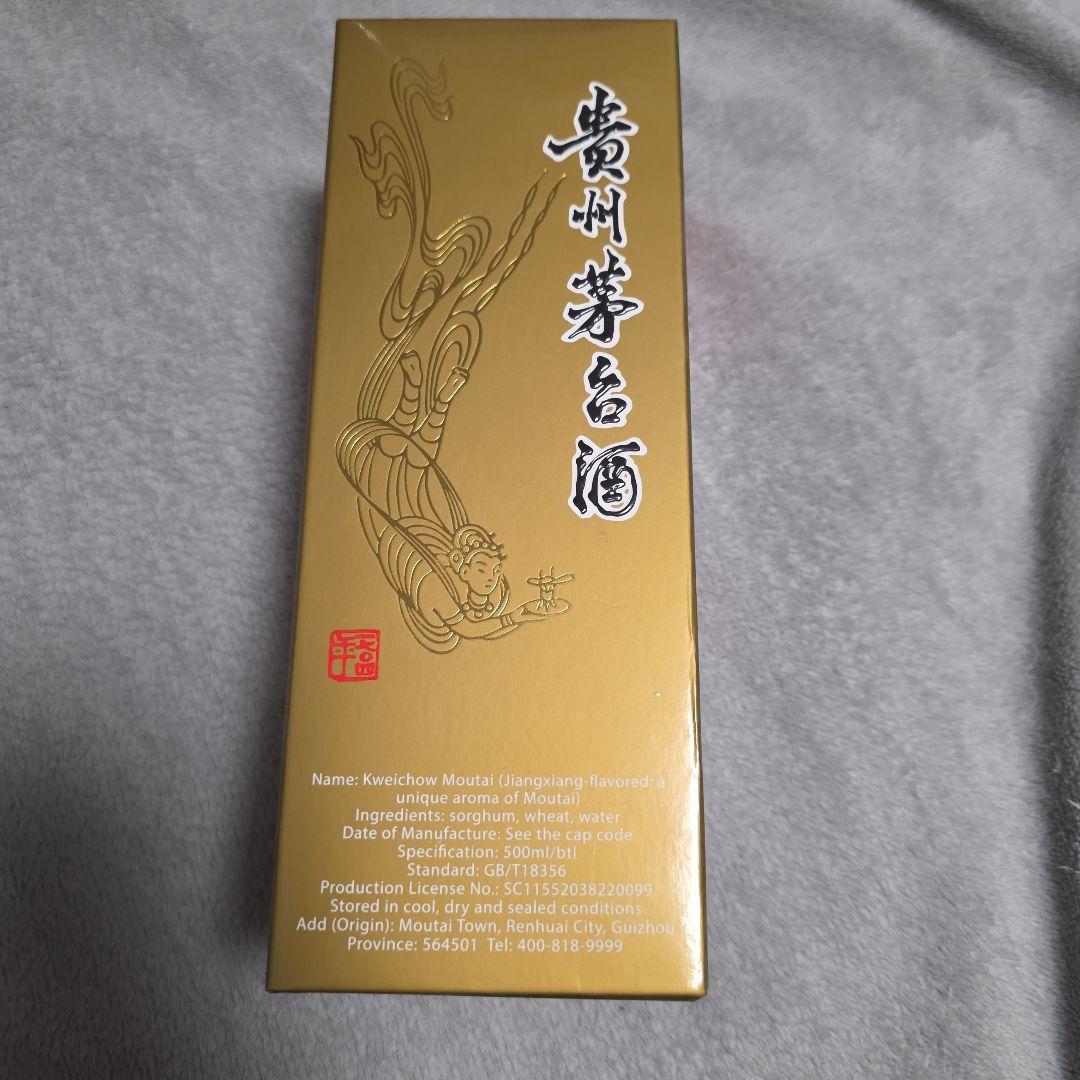 貴州茅台酒
Name: Kweichow Moutai (Jiangxiang-flavored: a
unique aroma of Moutai)
Ingredients: sorghum, wheat, water
Date of Manufacture: See the cap code
Specification: 500ml/btl
Standard: GB/T18356
Production License No.: SC11552038220099
Stored in cool, dry and sealed conditions
Add (Origin): Moutai Town, Renhuai City, Guizhou
Province: 564501 Tel: 400-818-9999